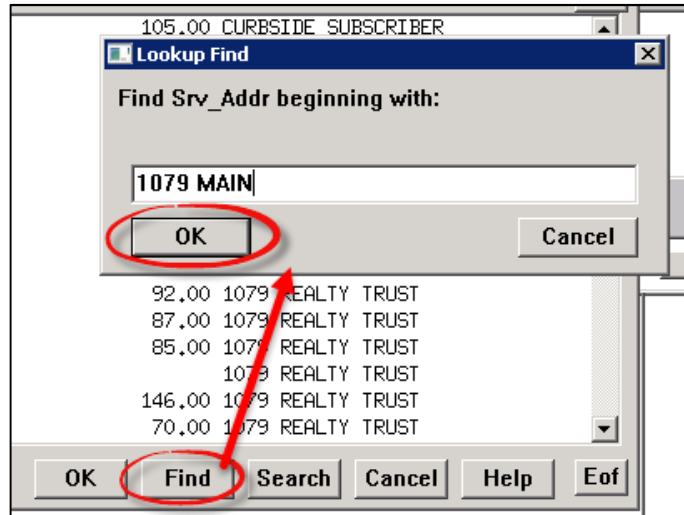 105.00 CURBSIDE SUBSCRIBER
Lookup Find
Find Srv_Addr beginning with:
1079 MAIN
OK Cancel
92.00 1079 REALTY TRUST
87.00 1079 REALTY TRUST
85.00 1079 REALTY TRUST
1079 REALTY TRUST
146.00 1079 REALTY TRUST
70.00 1079 REALTY TRUST
OK Find Search Cancel Help Eof